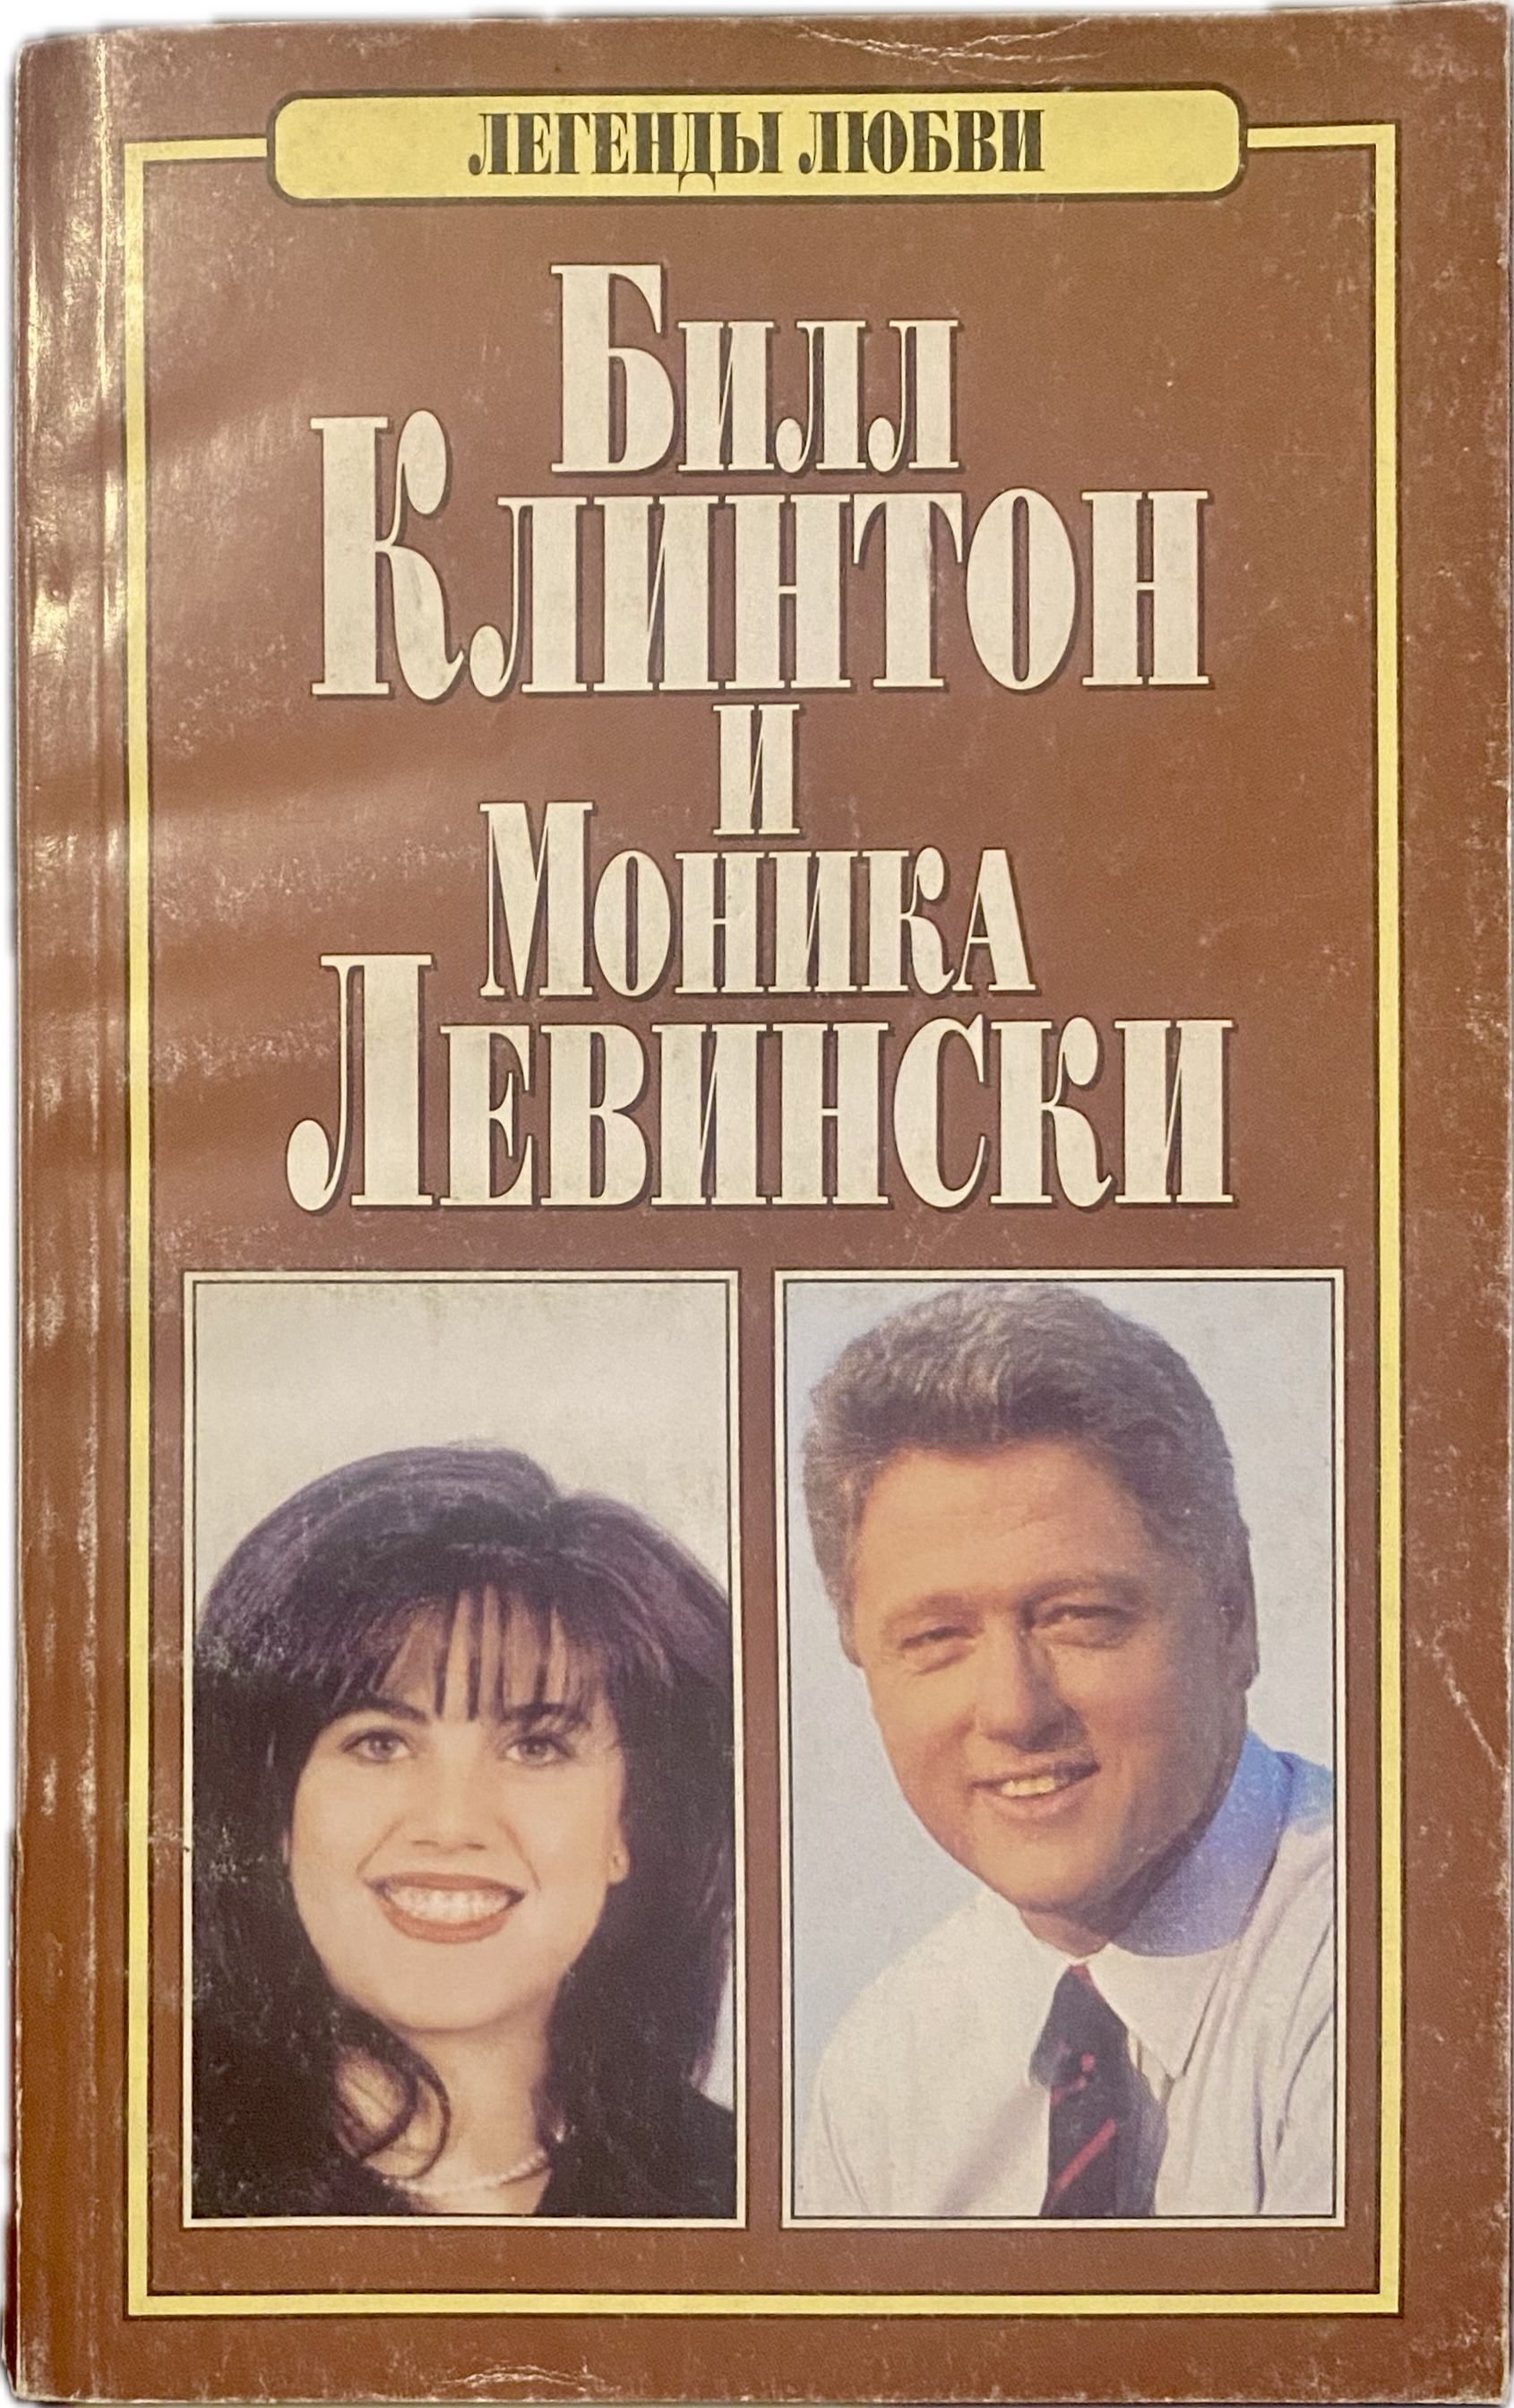 ЛЕГЕНДЫ ЛЮБВИ
Билл
Клинтон
и
Моника
Левински